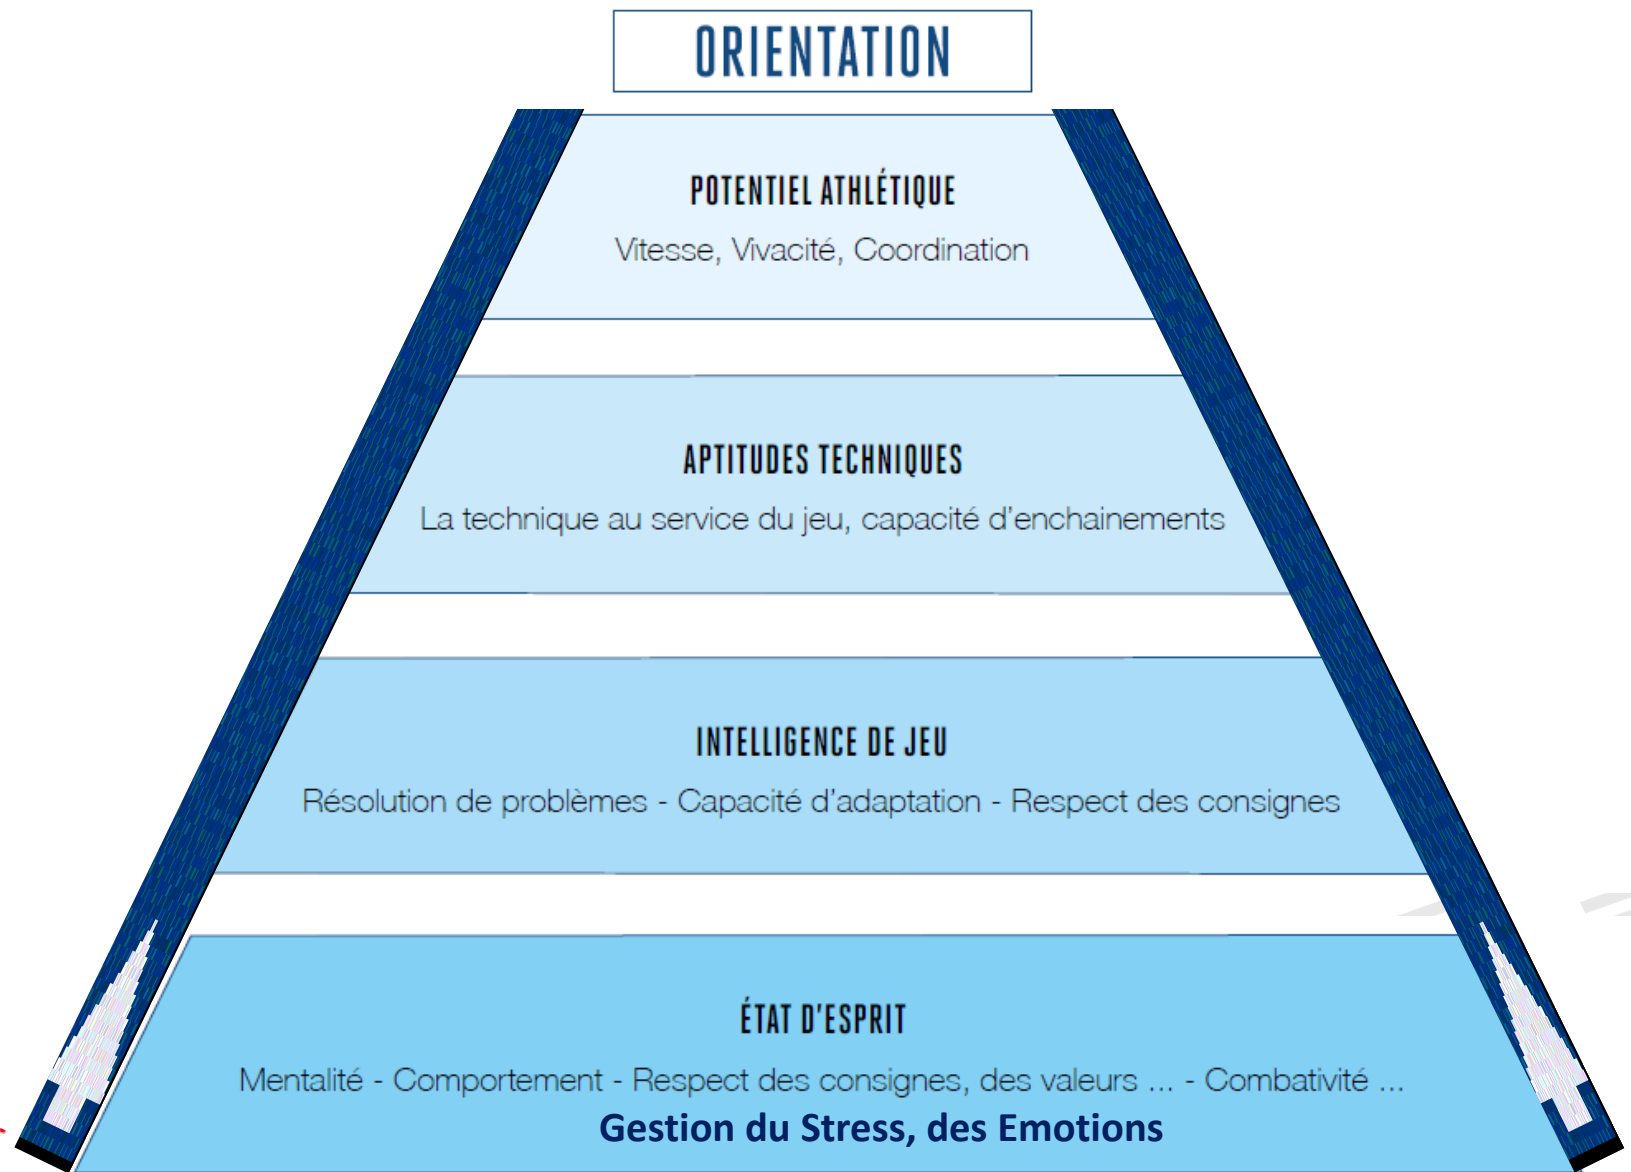 ORIENTATION
POTENTIEL ATHLÉTIQUE
Vitesse, Vivacité, Coordination
APTITUDES TECHNIQUES
La technique au service du jeu, capacité d'enchainements
INTELLIGENCE DE JEU
Résolution de problèmes - Capacité d'adaptation - Respect des consignes
ÉTAT D'ESPRIT
Mentalité - Comportement - Respect des consignes, des valeurs ... - Combativité ...
Gestion du Stress, des Emotions